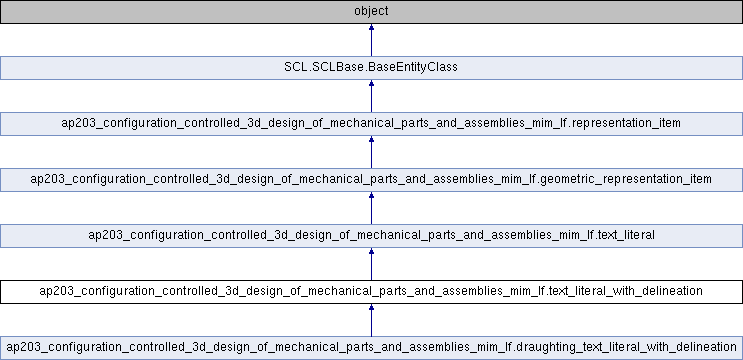 object
SCL.SCLBase.BaseEntityClass
ap203_configuration_controlled_3d_design_of_mechanical_parts_and_assemblies_mim_lf.representation_item
ap203_configuration_controlled_3d_design_of_mechanical_parts_and_assemblies_mim_lf.geometric_representation_item
ap203_configuration_controlled_3d_design_of_mechanical_parts_and_assemblies_mim_lf.text_literal
ap203_configuration_controlled_3d_design_of_mechanical_parts_and_assemblies_mim_lf.text_literal_with_delineation
ap203_configuration_controlled_3d_design_of_mechanical_parts_and_assemblies_mim_lf.draughting_text_literal_with_delineation